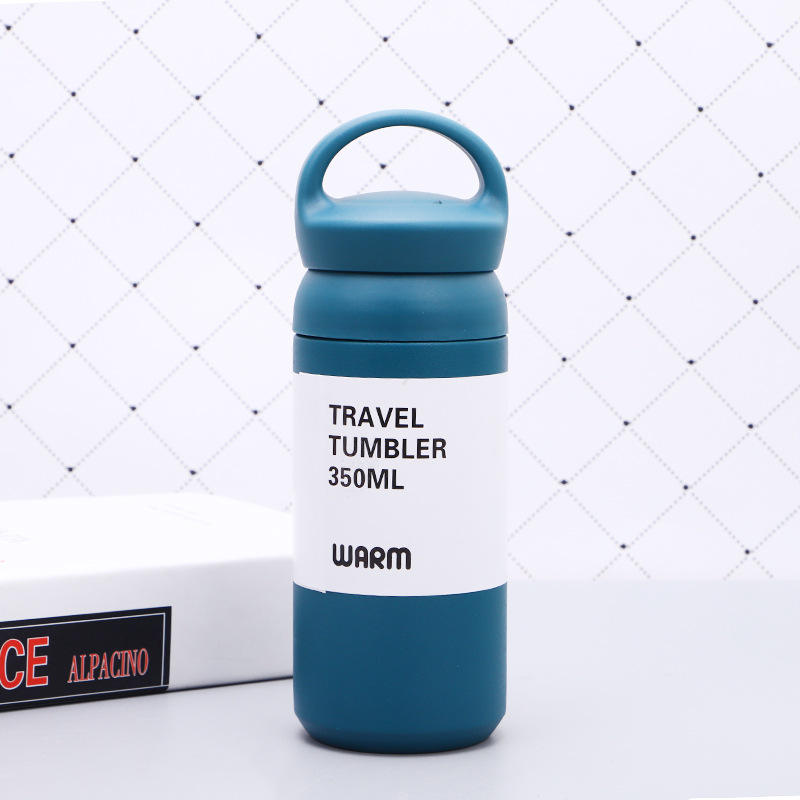 TRAVEL
TUMBLER
350ML
WARM
CE
ALPACINO